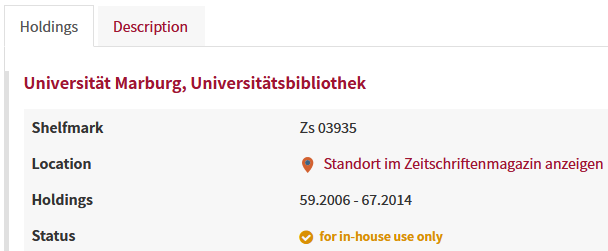 Holdings Description
Universität Marburg, Universitätsbibliothek
Shelfmark Zs 03935
Location Standort im Zeitschriftenmagazin anzeigen
Holdings 59.2006 - 67.2014
Status for in-house use only